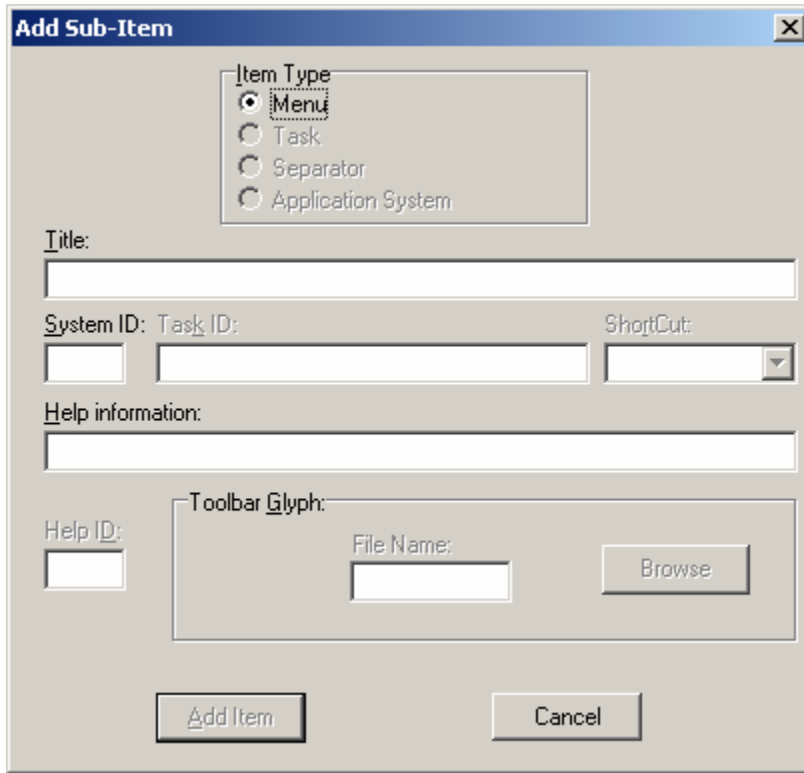 Add Sub-Item
Item Type
Menu
Task
Separator
Application System
Title:
System ID: Task ID: ShortCut:
Help information:
Toolbar Glyph:
Help ID:
File Name:
Browse
Add Item Cancel